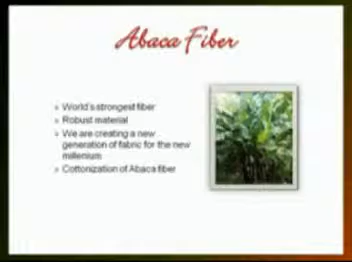 Abaca Fiber
» World's strongest fiber
» Robust material
» We are creating a new
generation of fabric for the new
millenium
» Cottonization of Abaca fiber